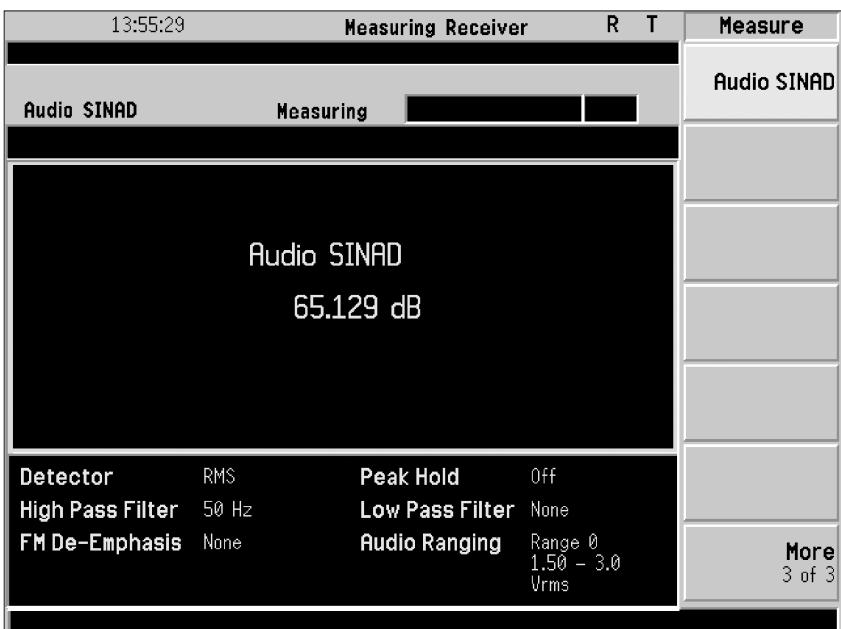 13:55:29 Measuring Receiver R T Measure
Audio SINAD
Audio SINAD Measuring
Audio SINAD
65.129 dB
Detector RMS Peak Hold Off
High Pass Filter 50 Hz Low Pass Filter None
FM De-Emphasis None Audio Ranging Range 0
1.50 - 3.0
Vrms
More
3 of 3